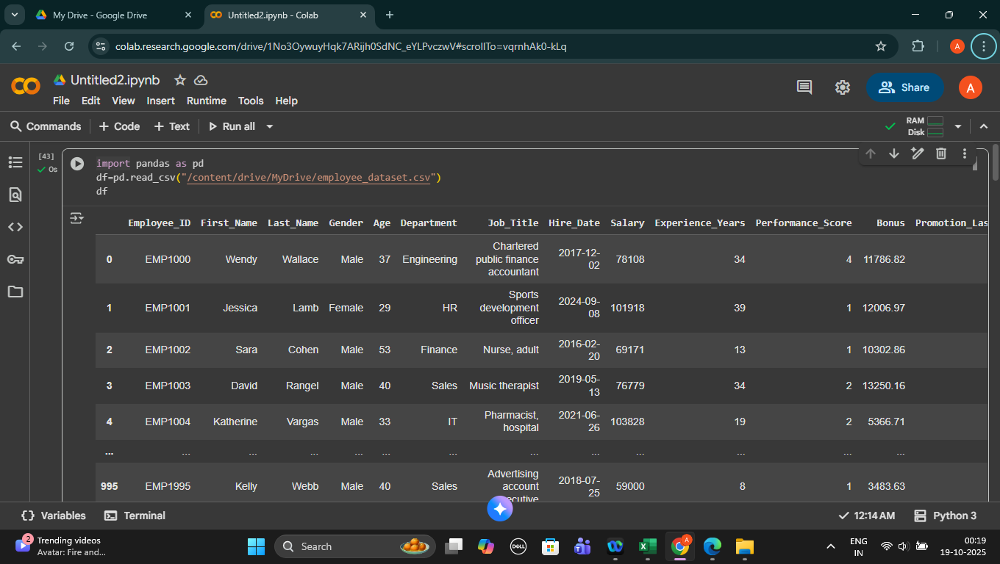 My Drive - Google Drive
Untitled2.ipynb - Colab
colab.research.google.com/drive/1No3OywuyHqk7ARijh0SdNC_eYLPvczwV#scrollTo=vqrnhAk0-kLq
A
Untitled2.ipynb
File Edit View Insert Runtime Tools Help
Share
A
Commands + Code + Text Run all
RAM
Disk
[43]
0s
import pandas as pd
df=pd.read_csv("/content/drive/MyDrive/employee_dataset.csv")
df
Employee_ID First_Name Last_Name Gender Age Department Job_Title Hire_Date Salary Experience_Years Performance_Score Bonus Promotion_Las
0 EMP1000 Wendy Wallace Male 37 Engineering Chartered public finance accountant 2017-12-02 78108 34 4 11786.82
1 EMP1001 Jessica Lamb Female 29 HR Sports development officer 2024-09-08 101918 39 1 12006.97
2 EMP1002 Sara Cohen Male 53 Finance Nurse, adult 2016-02-20 69171 13 1 10302.86
3 EMP1003 David Rangel Male 40 Sales Music therapist 2019-05-13 76779 34 2 13250.16
4 EMP1004 Katherine Vargas Male 33 IT Pharmacist, hospital 2021-06-26 103828 19 2 5366.71
... ... ... ... ... ... ... ... ... ... ... ... ...
995 EMP1995 Kelly Webb Male 40 Sales Advertising account 2018-07-25 59000 8 1 3483.63
Variables Terminal
12:14 AM Python 3
2
Trending videos
Avatar: Fire and...
Search
DELL
A
ENG
IN
00:19
19-10-2025